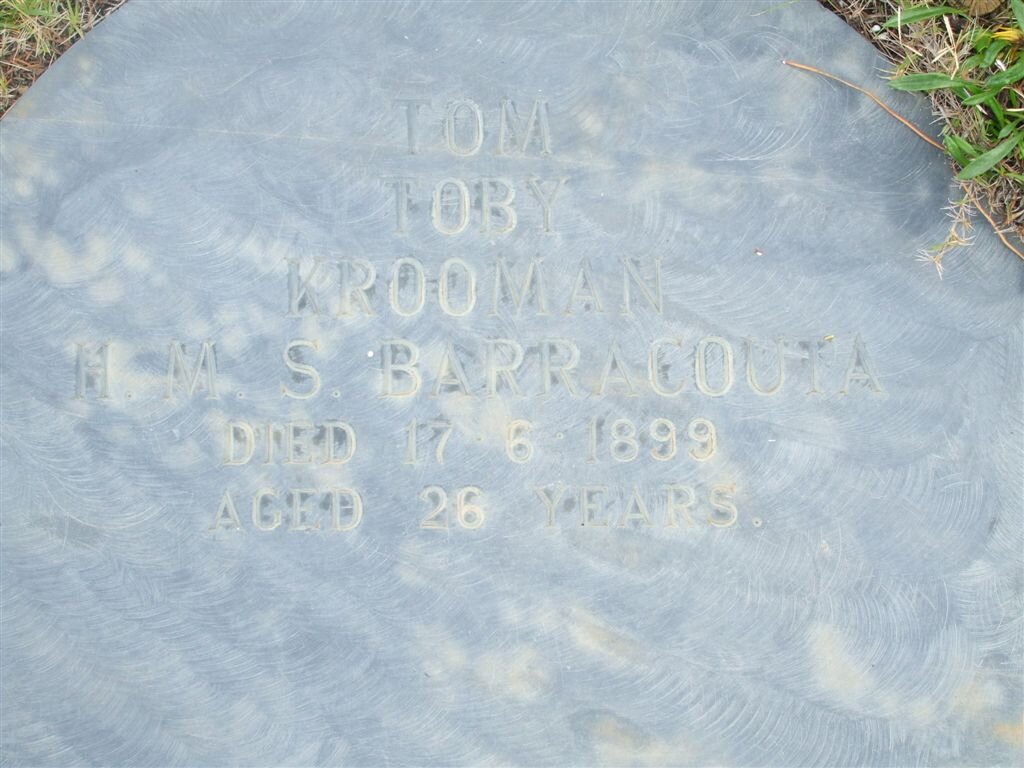 TOM
TOBY
KROOMAN
H.M.S. BARRACOUTA
DIED 17·6·1899
AGED 26 YEARS.